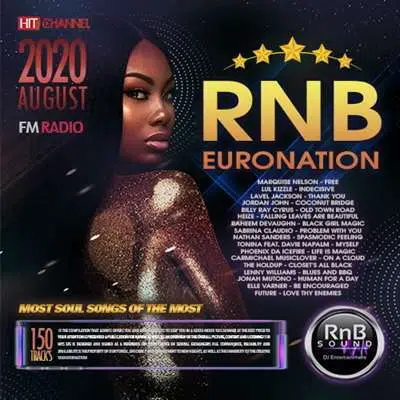 HIT CHANNEL
2020
AUGUST
FM RADIO
RNB
EURONATION
MARQUISE NELSON - FREE
LUL KIZZLE - INDECISIVE
LAVEL JACKSON - THANK YOU
JORDAN JOHN - COCONUT BRIDGE
BILLY RAY CYRUS - OLD TOWN ROAD
HEIZE - FALLING LEAVES ARE BEAUTIFUL
RAHEEM DEVAUGHN - BLACK GIRL MAGIC
SABRINA CLAUDIO - PROBLEM WITH YOU
NATHAN SANDERS - SPASMODIC FEELING
TONINA FEAT. DAVIE NAPALM - MYSELF
PHOENIX DA ICEFIRE - LIFE IS MAGIC
CARMICHAEL MUSICLOVER - ON A CLOUD
THE HOLDUP - CLOSET'S ALL BLACK
LENNY WILLIAMS - BLUES AND BBQ
JONAH MUTONO - HUMAN FOR A DAY
ELLE VARNER - BE ENCOURAGED
FUTURE - LOVE THY ENEMIES
MOST SOUL SONGS OF THE MOST
150
TRACKS
RnB
SOUND
DJ Entertainment